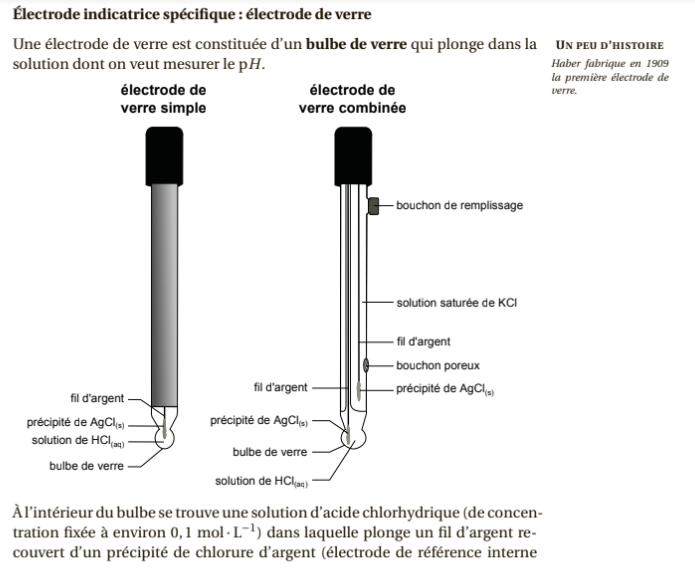 Électrode indicatrice spécifique : électrode de verre
Une électrode de verre est constituée d'un bulbe de verre qui plonge dans la
solution dont on veut mesurer le pH.
UN PEU D'HISTOIRE
Haber fabrique en 1909
la première électrode de
verre.
électrode de
verre simple
électrode de
verre combinée
bouchon de remplissage
solution saturée de KCl
fil d'argent
bouchon poreux
précipité de AgCl(s)
fil d'argent
précipité de AgCl(s)
solution de HCl(aq)
bulbe de verre
fil d'argent
précipité de AgCl(s)
bulbe de verre
solution de HCl(aq)
À l'intérieur du bulbe se trouve une solution d'acide chlorhydrique (de concen-
tration fixée à environ 0,1 mol·L⁻¹) dans laquelle plonge un fil d'argent re-
couvert d'un précipité de chlorure d'argent (électrode de référence interne